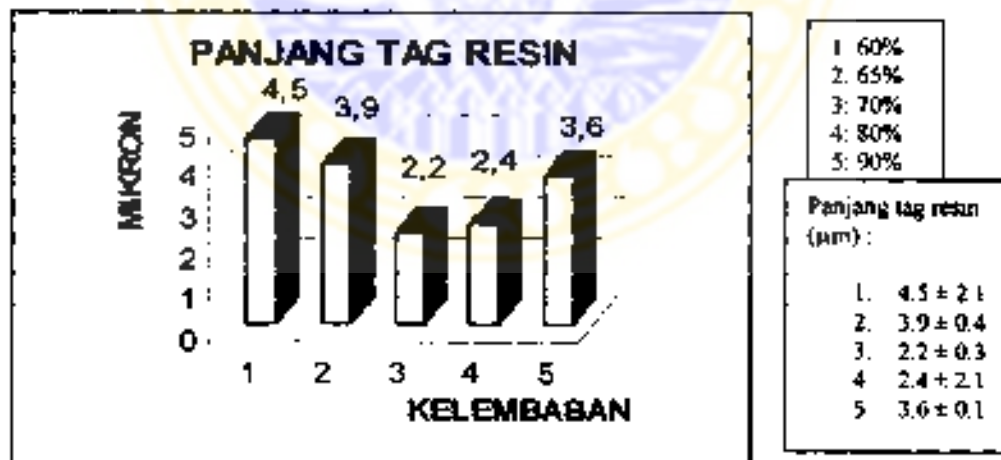 PANJANG TAG RESIN
4,5
3,9
2,2
2,4
3,6
MIKRON
5
4
3
2
1
0
1 2 3 4 5
KELEMBABAN
1 60%
2. 65%
3: 70%
4: 80%
5: 90%
Panjang tag resin
(µm) :
1. 4.5 ± 2 1
2. 3.9 ± 0.4
3. 2.2 ± 0.3
4 2.4 ± 2.1
5 3.6 ± 0.1